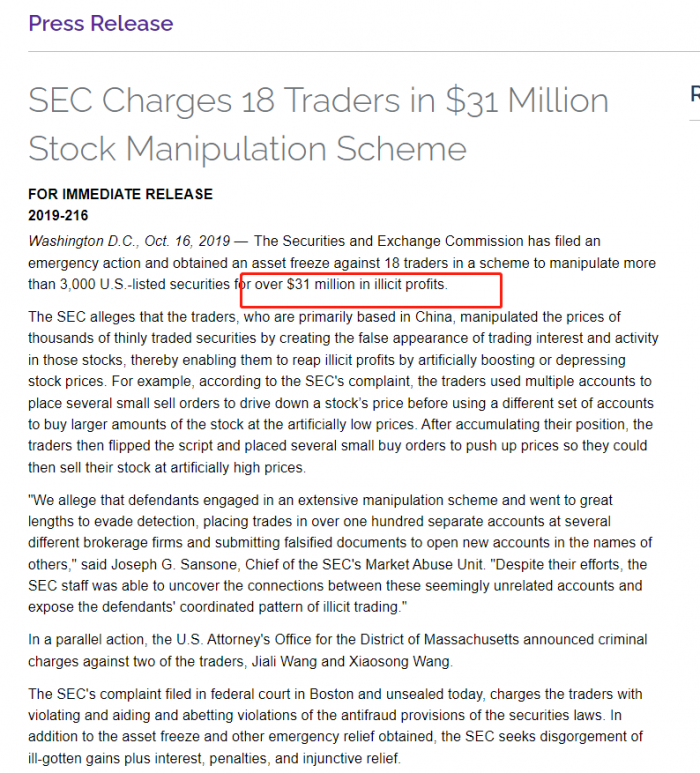 Press Release
R
SEC Charges 18 Traders in $31 Million
Stock Manipulation Scheme
FOR IMMEDIATE RELEASE
2019-216
Washington D.C., Oct. 16, 2019 — The Securities and Exchange Commission has filed an
emergency action and obtained an asset freeze against 18 traders in a scheme to manipulate more
than 3,000 U.S.-listed securities for over $31 million in illicit profits.
The SEC alleges that the traders, who are primarily based in China, manipulated the prices of
thousands of thinly traded securities by creating the false appearance of trading interest and activity
in those stocks, thereby enabling them to reap illicit profits by artificially boosting or depressing
stock prices. For example, according to the SEC's complaint, the traders used multiple accounts to
place several small sell orders to drive down a stock's price before using a different set of accounts
to buy larger amounts of the stock at the artificially low prices. After accumulating their position, the
traders then flipped the script and placed several small buy orders to push up prices so they could
then sell their stock at artificially high prices.
"We allege that defendants engaged in an extensive manipulation scheme and went to great
lengths to evade detection, placing trades in over one hundred separate accounts at several
different brokerage firms and submitting falsified documents to open new accounts in the names of
others," said Joseph G. Sansone, Chief of the SEC's Market Abuse Unit. "Despite their efforts, the
SEC staff was able to uncover the connections between these seemingly unrelated accounts and
expose the defendants' coordinated pattern of illicit trading."
In a parallel action, the U.S. Attorney's Office for the District of Massachusetts announced criminal
charges against two of the traders, Jiali Wang and Xiaosong Wang.
The SEC's complaint filed in federal court in Boston and unsealed today, charges the traders with
violating and aiding and abetting violations of the antifraud provisions of the securities laws. In
addition to the asset freeze and other emergency relief obtained, the SEC seeks disgorgement of
ill-gotten gains plus interest, penalties, and injunctive relief.